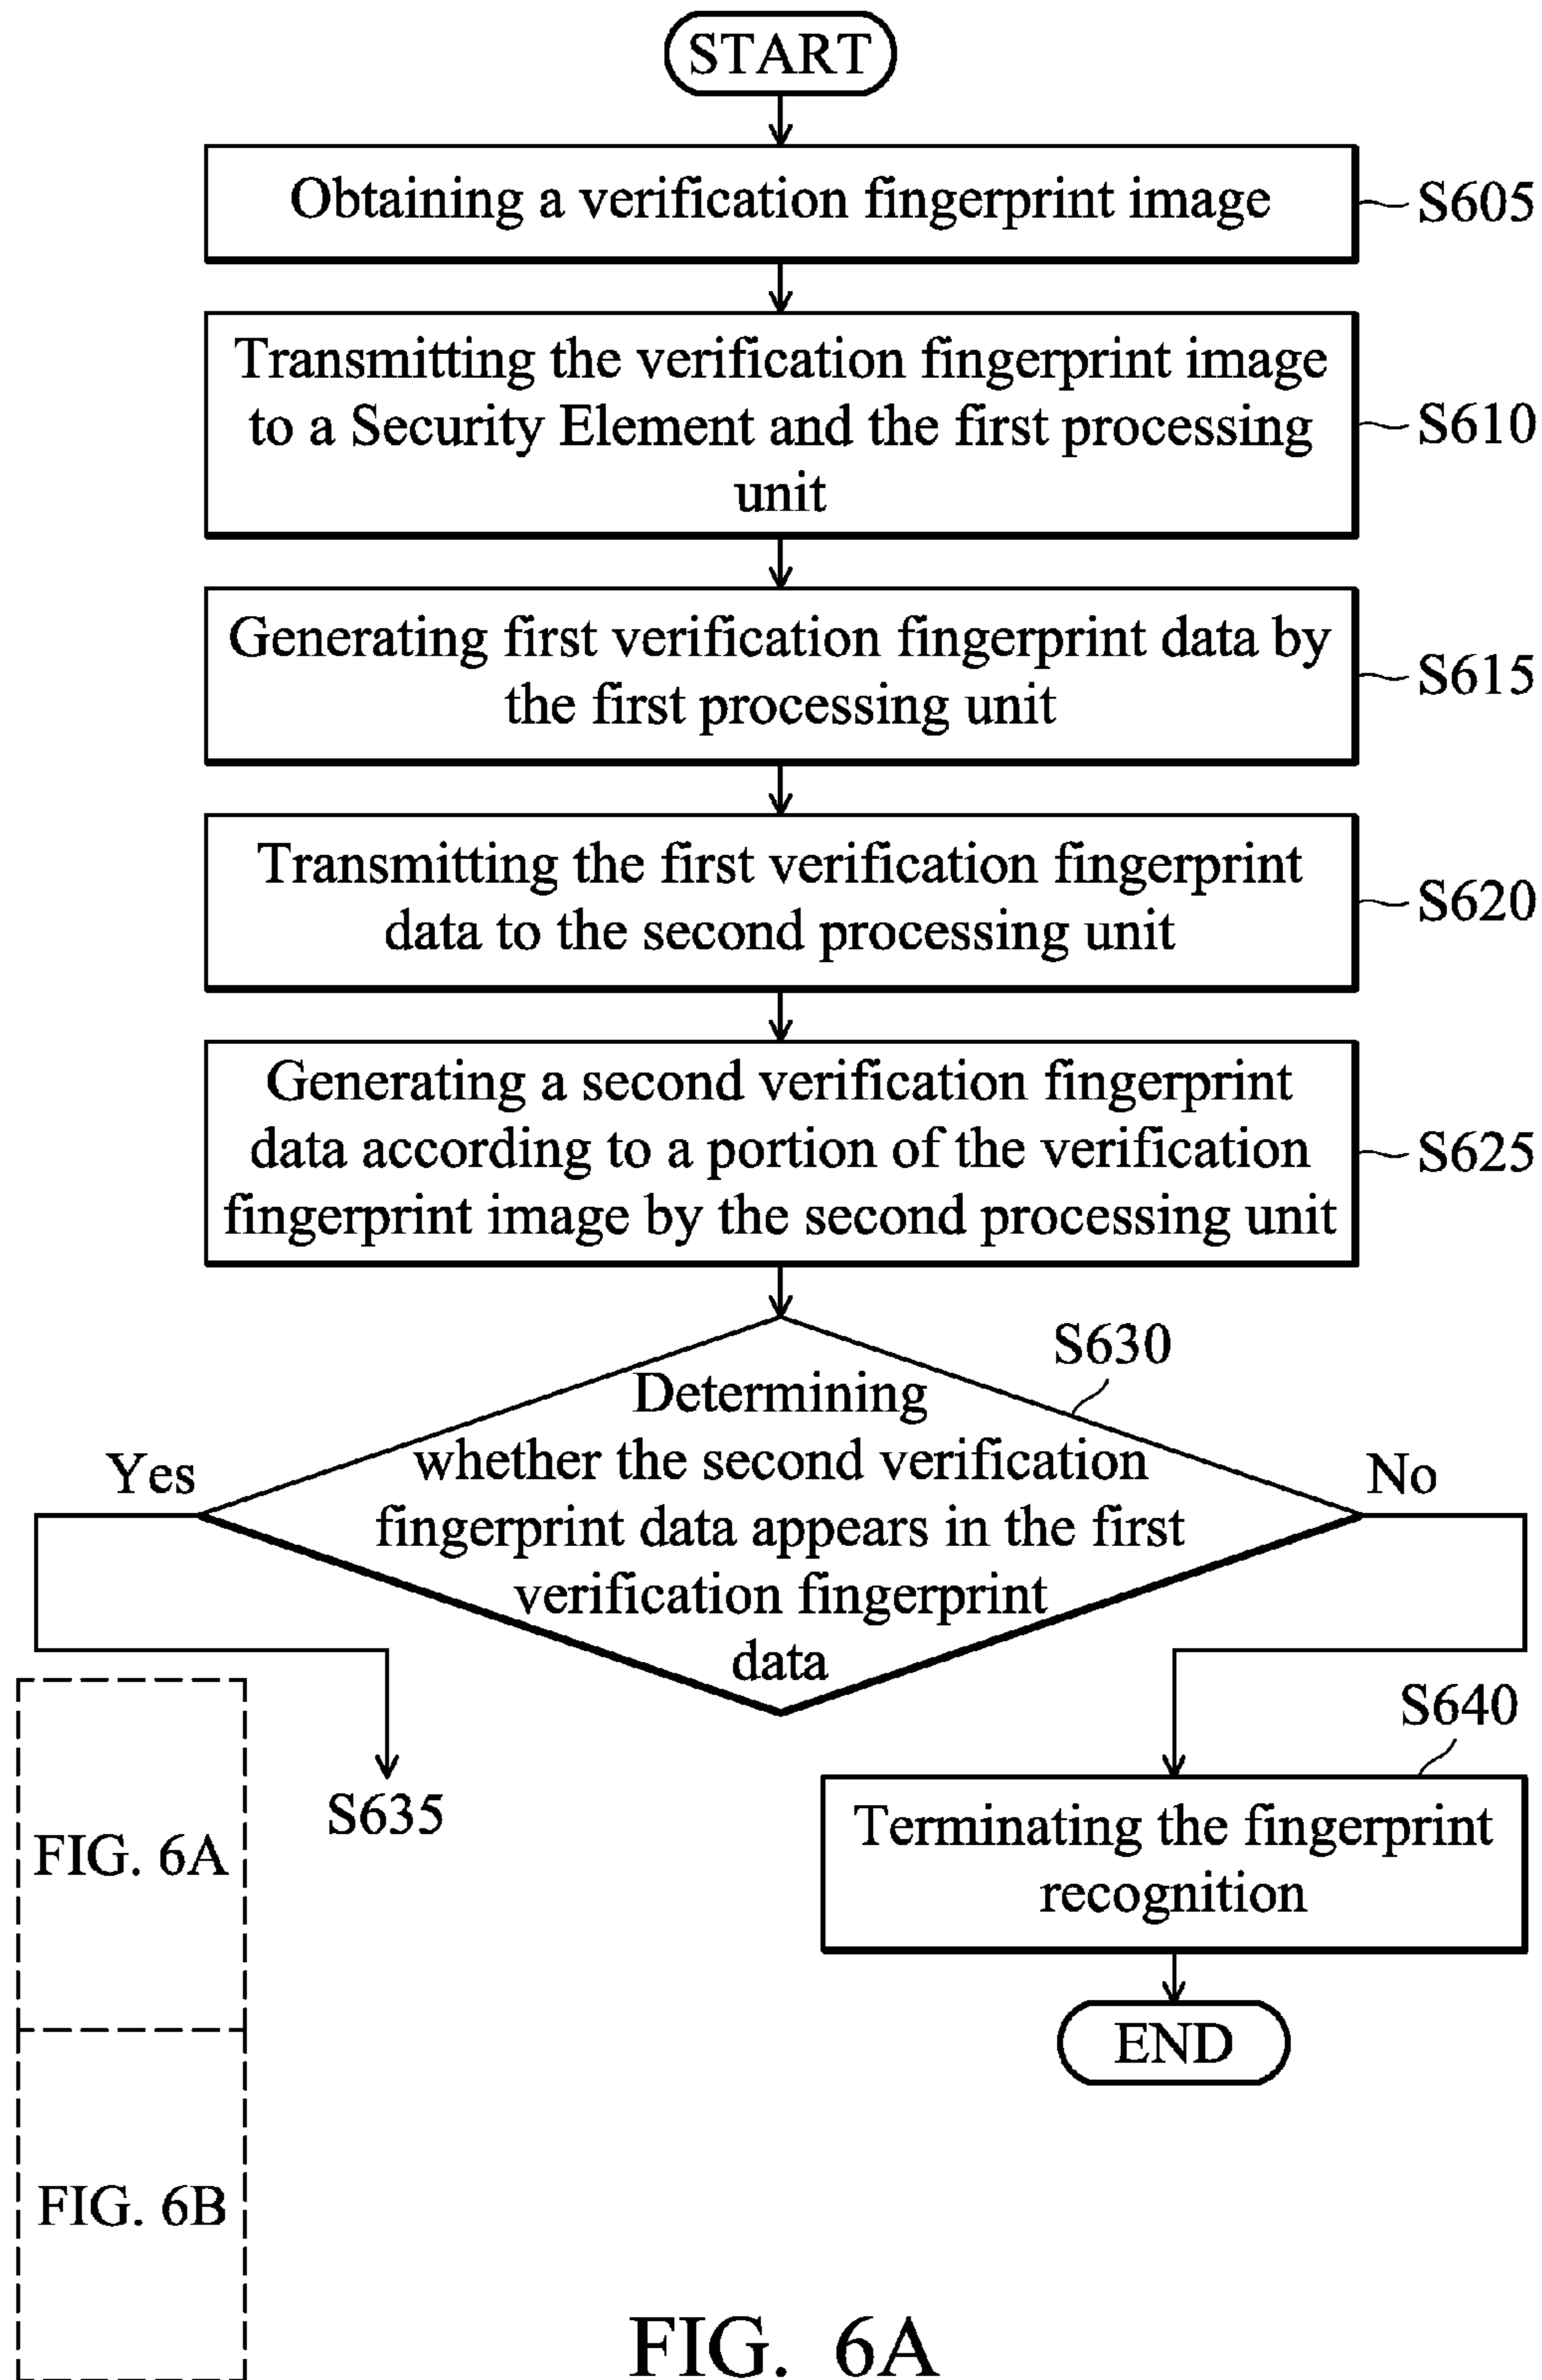 START
Obtaining a verification fingerprint image
S605
Transmitting the verification fingerprint image
to a Security Element and the first processing
unit
S610
Generating first verification fingerprint data by
the first processing unit
S615
Transmitting the first verification fingerprint
data to the second processing unit
S620
Generating a second verification fingerprint
data according to a portion of the verification
fingerprint image by the second processing unit
S625
S630
Determining
whether the second verification
fingerprint data appears in the first
verification fingerprint
data
Yes
No
S635
S640
Terminating the fingerprint
recognition
END
FIG. 6A
FIG. 6B
FIG. 6A